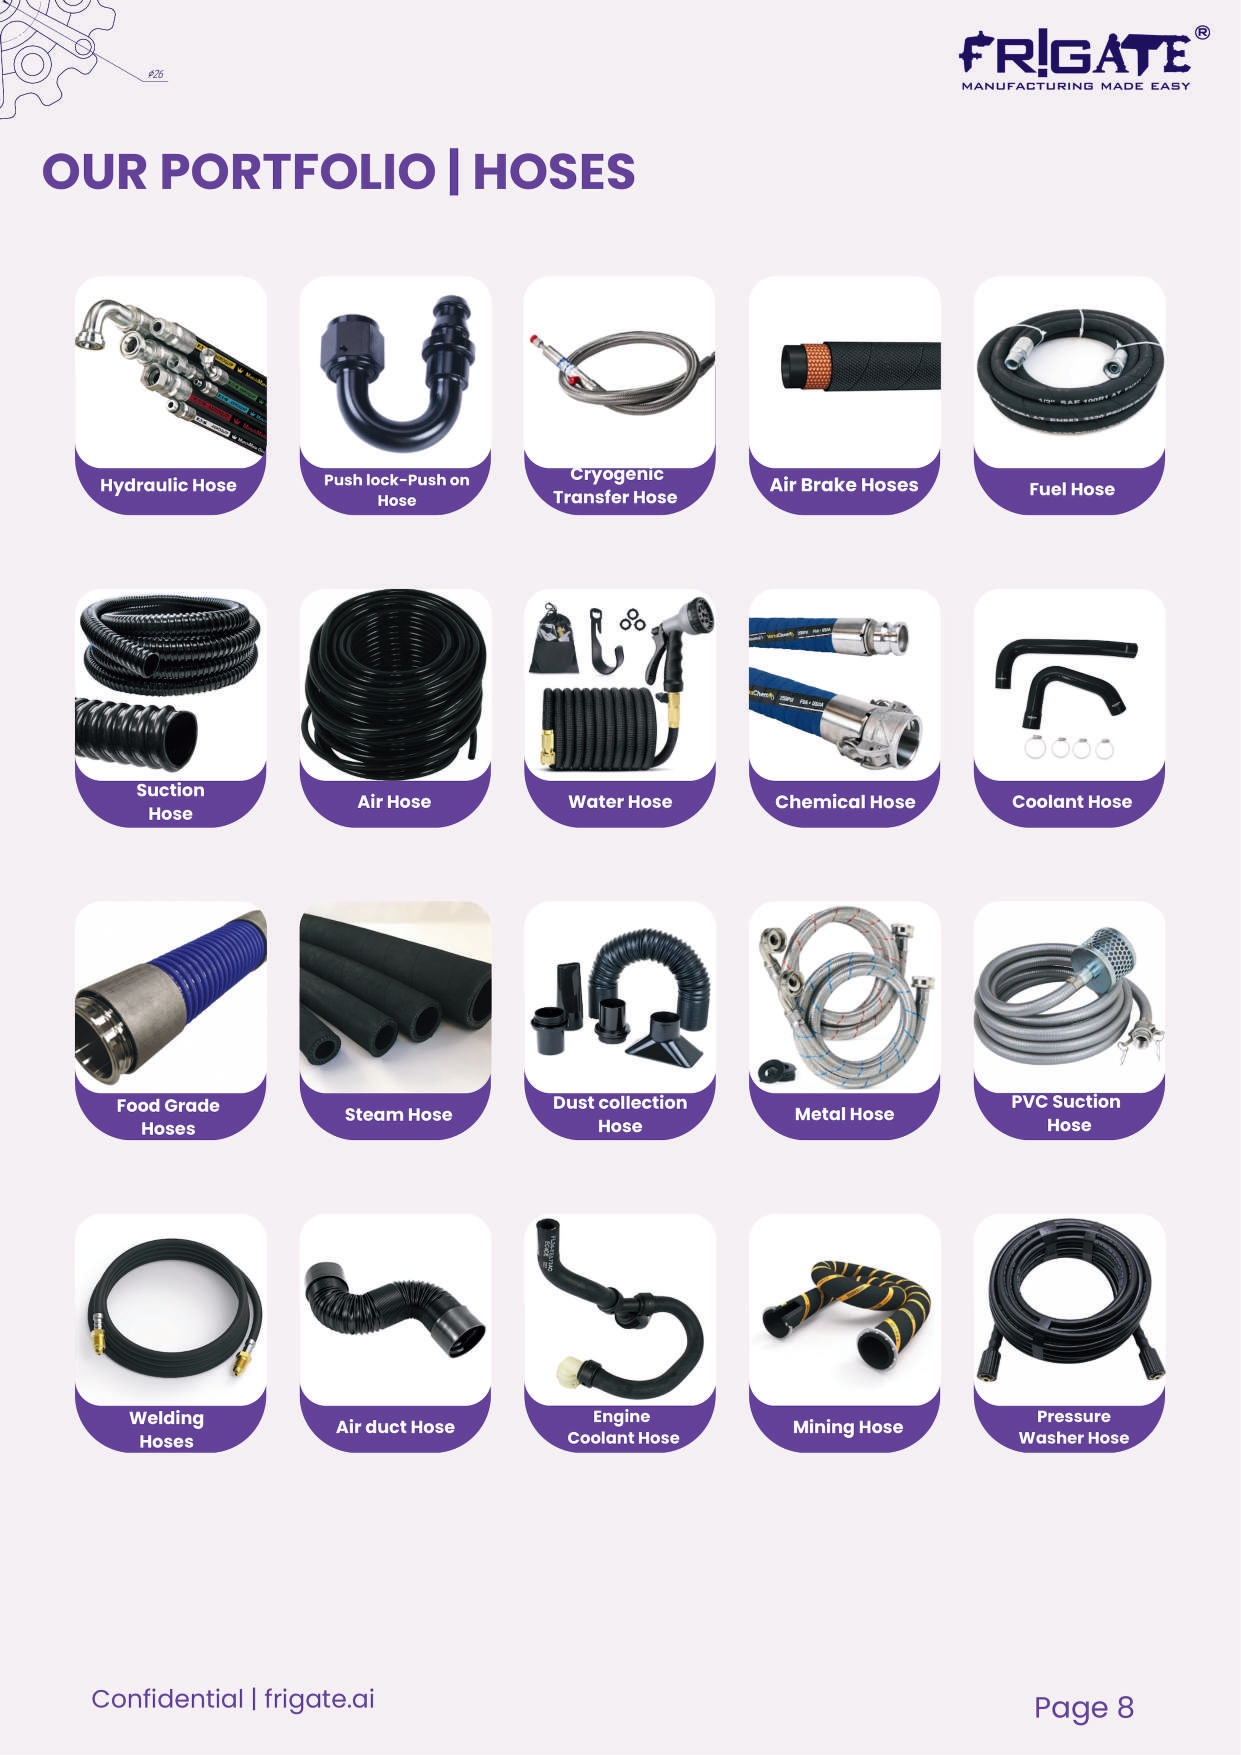 ø26
FR!GATE®
MANUFACTURING MADE EASY
OUR PORTFOLIO | HOSES
Hydraulic Hose
Push lock-Push on
Hose
Cryogenic
Transfer Hose
Air Brake Hoses
Fuel Hose
Suction
Hose
Air Hose
Water Hose
Chemical Hose
Coolant Hose
Food Grade
Hoses
Steam Hose
Dust collection
Hose
Metal Hose
PVC Suction
Hose
Welding
Hoses
Air duct Hose
Engine
Coolant Hose
Mining Hose
Pressure
Washer Hose
Confidential | frigate.ai
Page 8